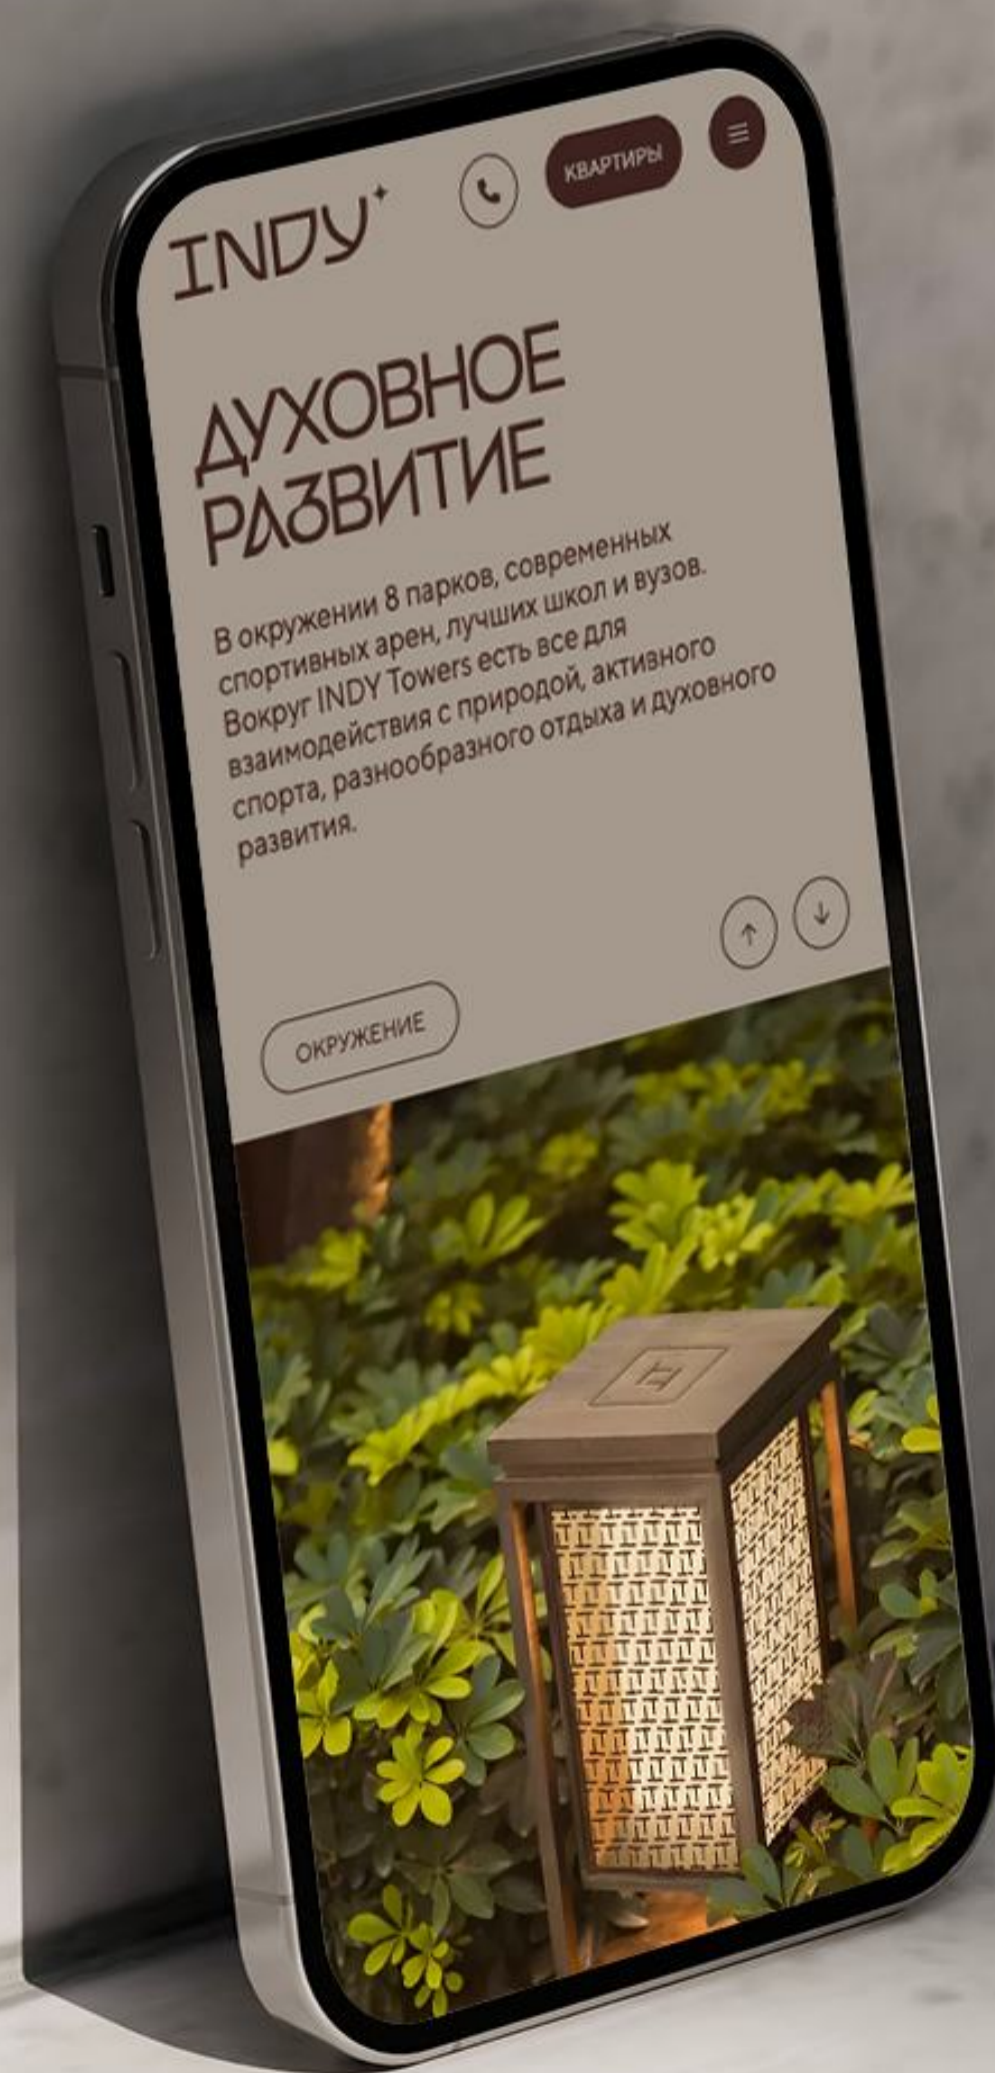 INDY
КВАРТИРЫ
ДУХОВНОЕ
РАЗВИТИЕ
В окружении 8 парков, современных
спортивных арен, лучших школ и вузов.
Вокруг INDY Towers есть все для
взаимодействия с природой, активного
спорта, разнообразного отдыха и духовного
развития.
ОКРУЖЕНИЕ